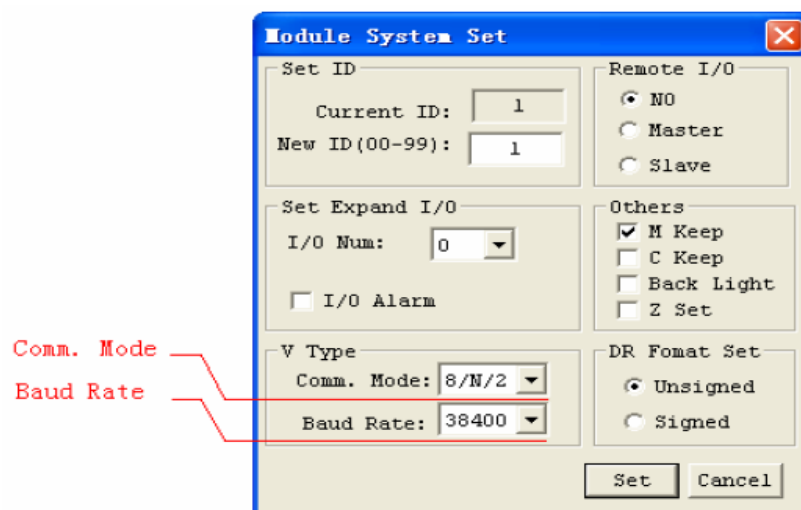 Module System Set
Set ID
Current ID: 1
New ID(00-99): 1
Remote I/O
NO
Master
Slave
Set Expand I/O
I/O Num: 0
I/O Alarm
Others
M Keep
C Keep
Back Light
Z Set
Comm. Mode
Baud Rate
V Type
Comm. Mode: 8/N/2
Baud Rate: 38400
DR Fomat Set
Unsigned
Signed
Set Cancel